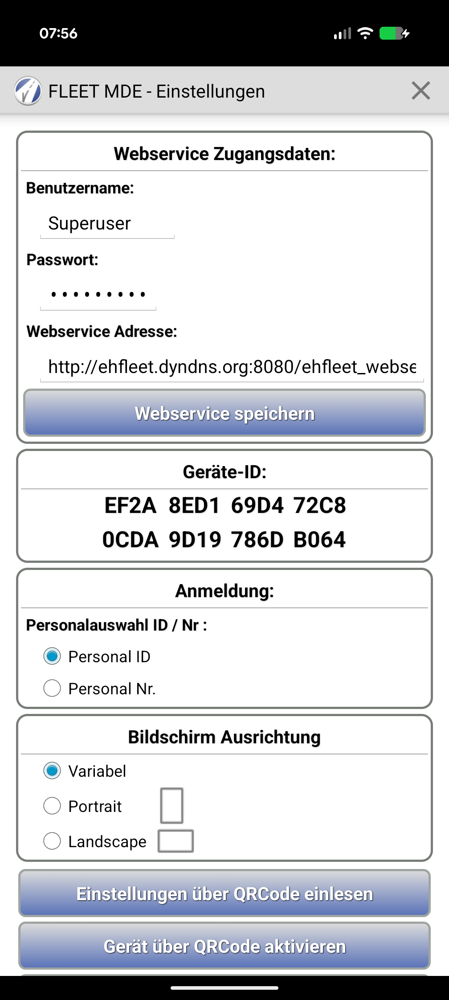 07:56
FLEET MDE - Einstellungen
Webservice Zugangsdaten:
Benutzername:
Superuser
Passwort:
•••••••••
Webservice Adresse:
http://ehfleet.dyndns.org:8080/ehfleet_webse
Webservice speichern
Geräte-ID:
EF2A 8ED1 69D4 72C8
0CDA 9D19 786D B064
Anmeldung:
Personalauswahl ID / Nr :
Personal ID
Personal Nr.
Bildschirm Ausrichtung
Variabel
Portrait
Landscape
Einstellungen über QRCode einlesen
Gerät über QRCode aktivieren